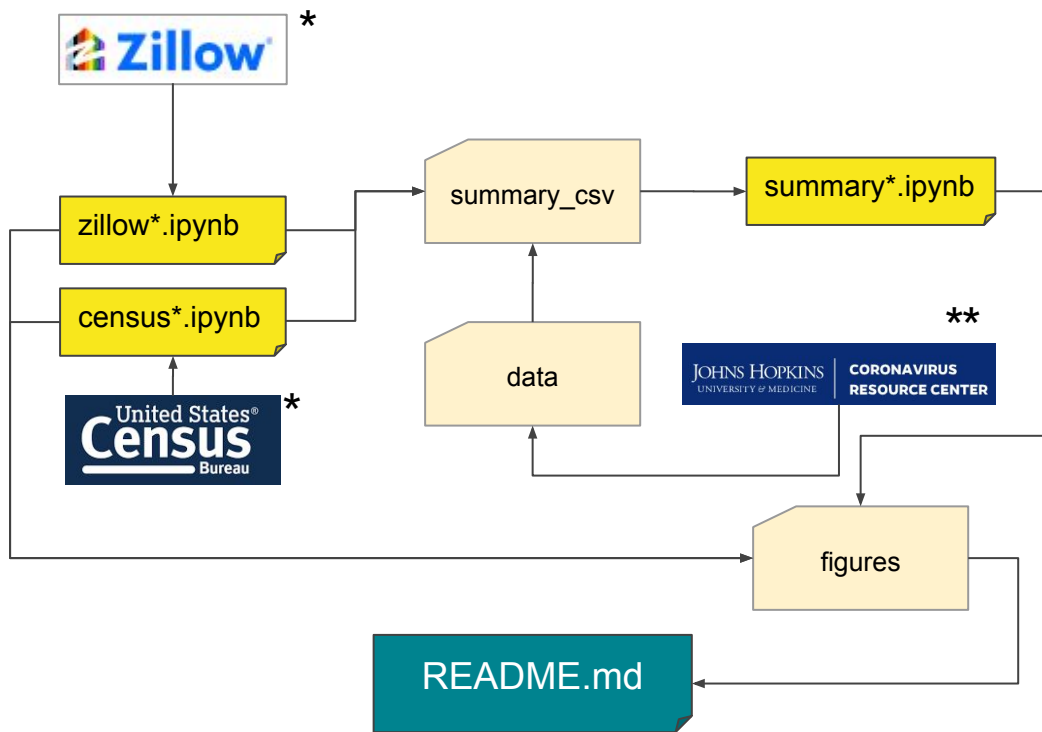 *
Zillow®
zillow*.ipynb
summary_csv
summary*.ipynb
census*.ipynb
**
data
JOHNS HOPKINS
UNIVERSITY & MEDICINE
CORONAVIRUS
RESOURCE CENTER
*
United States®
Census
Bureau
figures
README.md